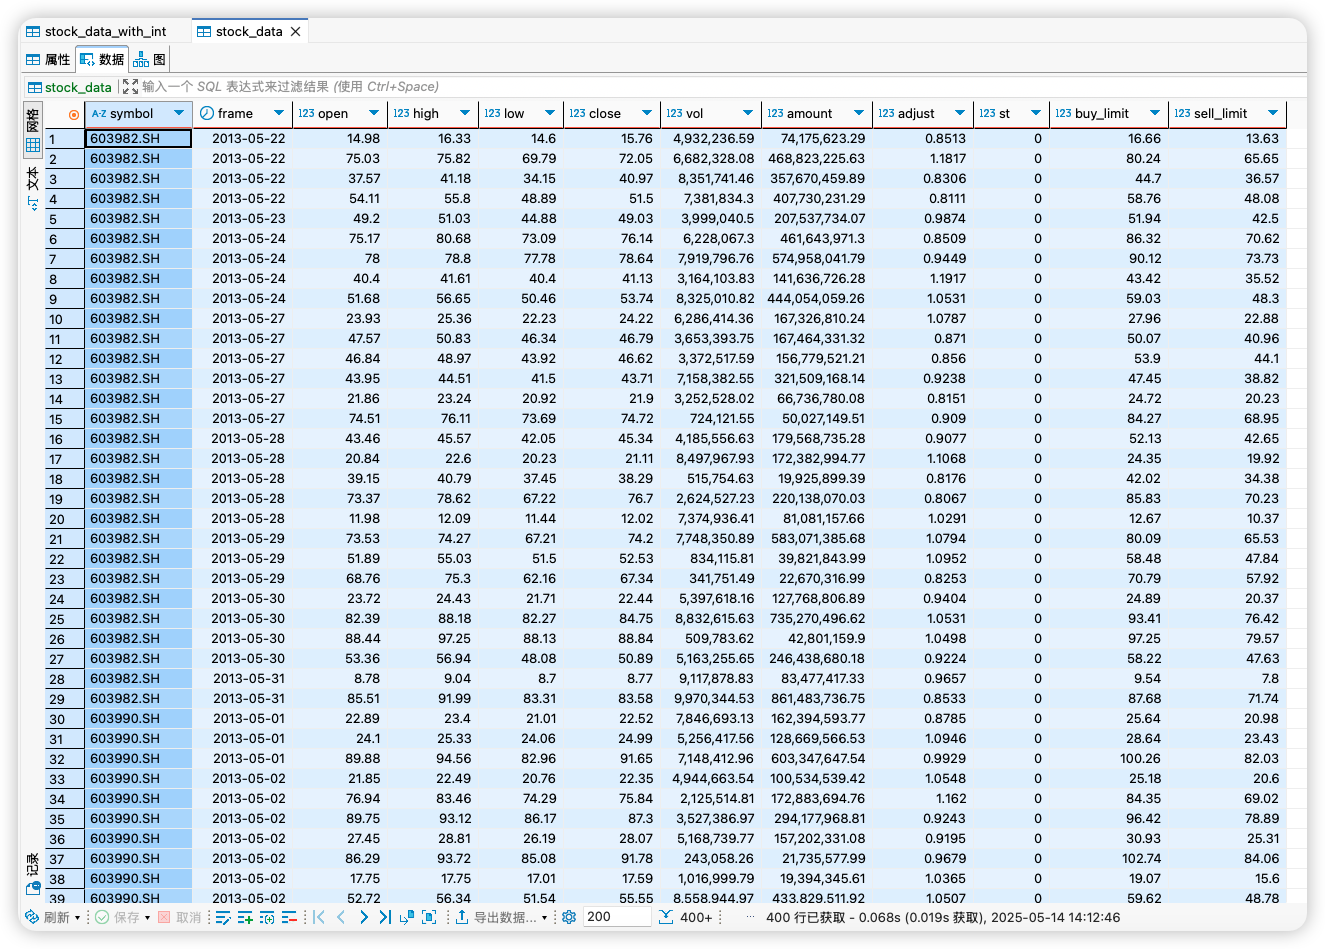 stock_data_with_int stock_data
属性 数据 图
stock_data 输入一个 SQL 表达式来过滤结果 (使用 Ctrl+Space)
网格
文本
记录
A-Z symbol frame 123 open 123 high 123 low 123 close 123 vol 123 amount 123 adjust 123 st 123 buy_limit 123 sell_limit
1 603982.SH 2013-05-22 14.98 16.33 14.6 15.76 4,932,236.59 74,175,623.29 0.8513 0 16.66 13.63
2 603982.SH 2013-05-22 75.03 75.82 69.79 72.05 6,682,328.08 468,823,225.63 1.1817 0 80.24 65.65
3 603982.SH 2013-05-22 37.57 41.18 34.15 40.97 8,351,741.46 357,670,459.89 0.8306 0 44.7 36.57
4 603982.SH 2013-05-22 54.11 55.8 48.89 51.5 7,381,834.3 407,730,231.29 0.8111 0 58.76 48.08
5 603982.SH 2013-05-23 49.2 51.03 44.88 49.03 3,999,040.5 207,537,734.07 0.9874 0 51.94 42.5
6 603982.SH 2013-05-24 75.17 80.68 73.09 76.14 6,228,067.3 461,643,971.3 0.8509 0 86.32 70.62
7 603982.SH 2013-05-24 78 78.8 77.78 78.64 7,919,796.76 574,958,041.79 0.9449 0 90.12 73.73
8 603982.SH 2013-05-24 40.4 41.61 40.4 41.13 3,164,103.83 141,636,726.28 1.1917 0 43.42 35.52
9 603982.SH 2013-05-24 51.68 56.65 50.46 53.74 8,325,010.82 444,054,059.26 1.0531 0 59.03 48.3
10 603982.SH 2013-05-27 23.93 25.36 22.23 24.22 6,286,414.36 167,326,810.24 1.0787 0 27.96 22.88
11 603982.SH 2013-05-27 47.57 50.83 46.34 46.79 3,653,393.75 167,464,331.32 0.871 0 50.07 40.96
12 603982.SH 2013-05-27 46.84 48.97 43.92 46.62 3,372,517.59 156,779,521.21 0.856 0 53.9 44.1
13 603982.SH 2013-05-27 43.95 44.51 41.5 43.71 7,158,382.55 321,509,168.14 0.9238 0 47.45 38.82
14 603982.SH 2013-05-27 21.86 23.24 20.92 21.9 3,252,528.02 66,736,780.08 0.8151 0 24.72 20.23
15 603982.SH 2013-05-27 74.51 76.11 73.69 74.72 724,121.55 50,027,149.51 0.909 0 84.27 68.95
16 603982.SH 2013-05-28 43.46 45.57 42.05 45.34 4,185,556.63 179,568,735.28 0.9077 0 52.13 42.65
17 603982.SH 2013-05-28 20.84 22.6 20.23 21.11 8,497,967.93 172,382,994.77 1.1068 0 24.35 19.92
18 603982.SH 2013-05-28 39.15 40.79 37.45 38.29 515,754.63 19,925,899.39 0.8176 0 42.02 34.38
19 603982.SH 2013-05-28 73.37 78.62 67.22 76.7 2,624,527.23 220,138,070.03 0.8067 0 85.83 70.23
20 603982.SH 2013-05-28 11.98 12.09 11.44 12.02 7,374,936.41 81,081,157.66 1.0291 0 12.67 10.37
21 603982.SH 2013-05-29 73.53 74.27 67.21 74.2 7,748,350.89 583,071,385.68 1.0794 0 80.09 65.53
22 603982.SH 2013-05-29 51.89 55.03 51.5 52.53 834,115.81 39,821,843.99 1.0952 0 58.48 47.84
23 603982.SH 2013-05-29 68.76 75.3 62.16 67.34 341,751.49 22,670,316.99 0.8253 0 70.79 57.92
24 603982.SH 2013-05-30 23.72 24.43 21.71 22.44 5,397,618.16 127,768,806.89 0.9404 0 24.89 20.37
25 603982.SH 2013-05-30 82.39 88.18 82.27 84.75 8,832,615.63 735,270,496.62 1.0531 0 93.41 76.42
26 603982.SH 2013-05-30 88.44 97.25 88.13 88.84 509,783.62 42,801,159.9 1.0498 0 97.25 79.57
27 603982.SH 2013-05-30 53.36 56.94 48.08 50.89 5,163,255.65 246,438,680.18 0.9224 0 58.22 47.63
28 603982.SH 2013-05-31 8.78 9.04 8.7 8.77 9,117,878.83 83,477,417.33 0.9657 0 9.54 7.8
29 603982.SH 2013-05-31 85.51 91.99 83.31 83.58 9,970,344.53 861,483,736.75 0.8533 0 87.68 71.74
30 603990.SH 2013-05-01 22.89 23.4 21.01 22.52 7,846,693.13 162,394,593.77 0.8785 0 25.64 20.98
31 603990.SH 2013-05-01 24.1 25.33 24.06 24.99 5,256,417.56 128,669,566.53 1.0946 0 28.64 23.43
32 603990.SH 2013-05-01 89.88 94.56 82.96 91.65 7,148,412.96 603,347,647.54 0.9929 0 100.26 82.03
33 603990.SH 2013-05-02 21.85 22.49 20.76 22.35 4,944,663.54 100,534,539.42 1.0548 0 25.18 20.6
34 603990.SH 2013-05-02 76.94 83.46 74.29 75.84 2,125,514.81 172,883,694.76 1.162 0 84.35 69.02
35 603990.SH 2013-05-02 89.75 93.12 86.17 87.3 3,527,386.97 294,177,968.81 0.9243 0 96.42 78.89
36 603990.SH 2013-05-02 27.45 28.81 26.19 28.07 5,168,739.77 157,202,331.08 0.9195 0 30.93 25.31
37 603990.SH 2013-05-02 86.29 93.72 85.08 91.78 243,058.26 21,735,577.99 0.9679 0 102.74 84.06
38 603990.SH 2013-05-02 17.75 17.75 17.01 17.59 1,016,999.79 19,394,345.61 1.0365 0 19.07 15.6
39 603990.SH 2013-05-02 52.72 56.34 51.54 55.55 8,558,944.97 433,829,511.92 1.0507 0 59.62 48.78
刷新 保存 取消 导出数据... 200 400+ ... 400 行已获取 - 0.068s (0.019s 获取), 2025-05-14 14:12:46